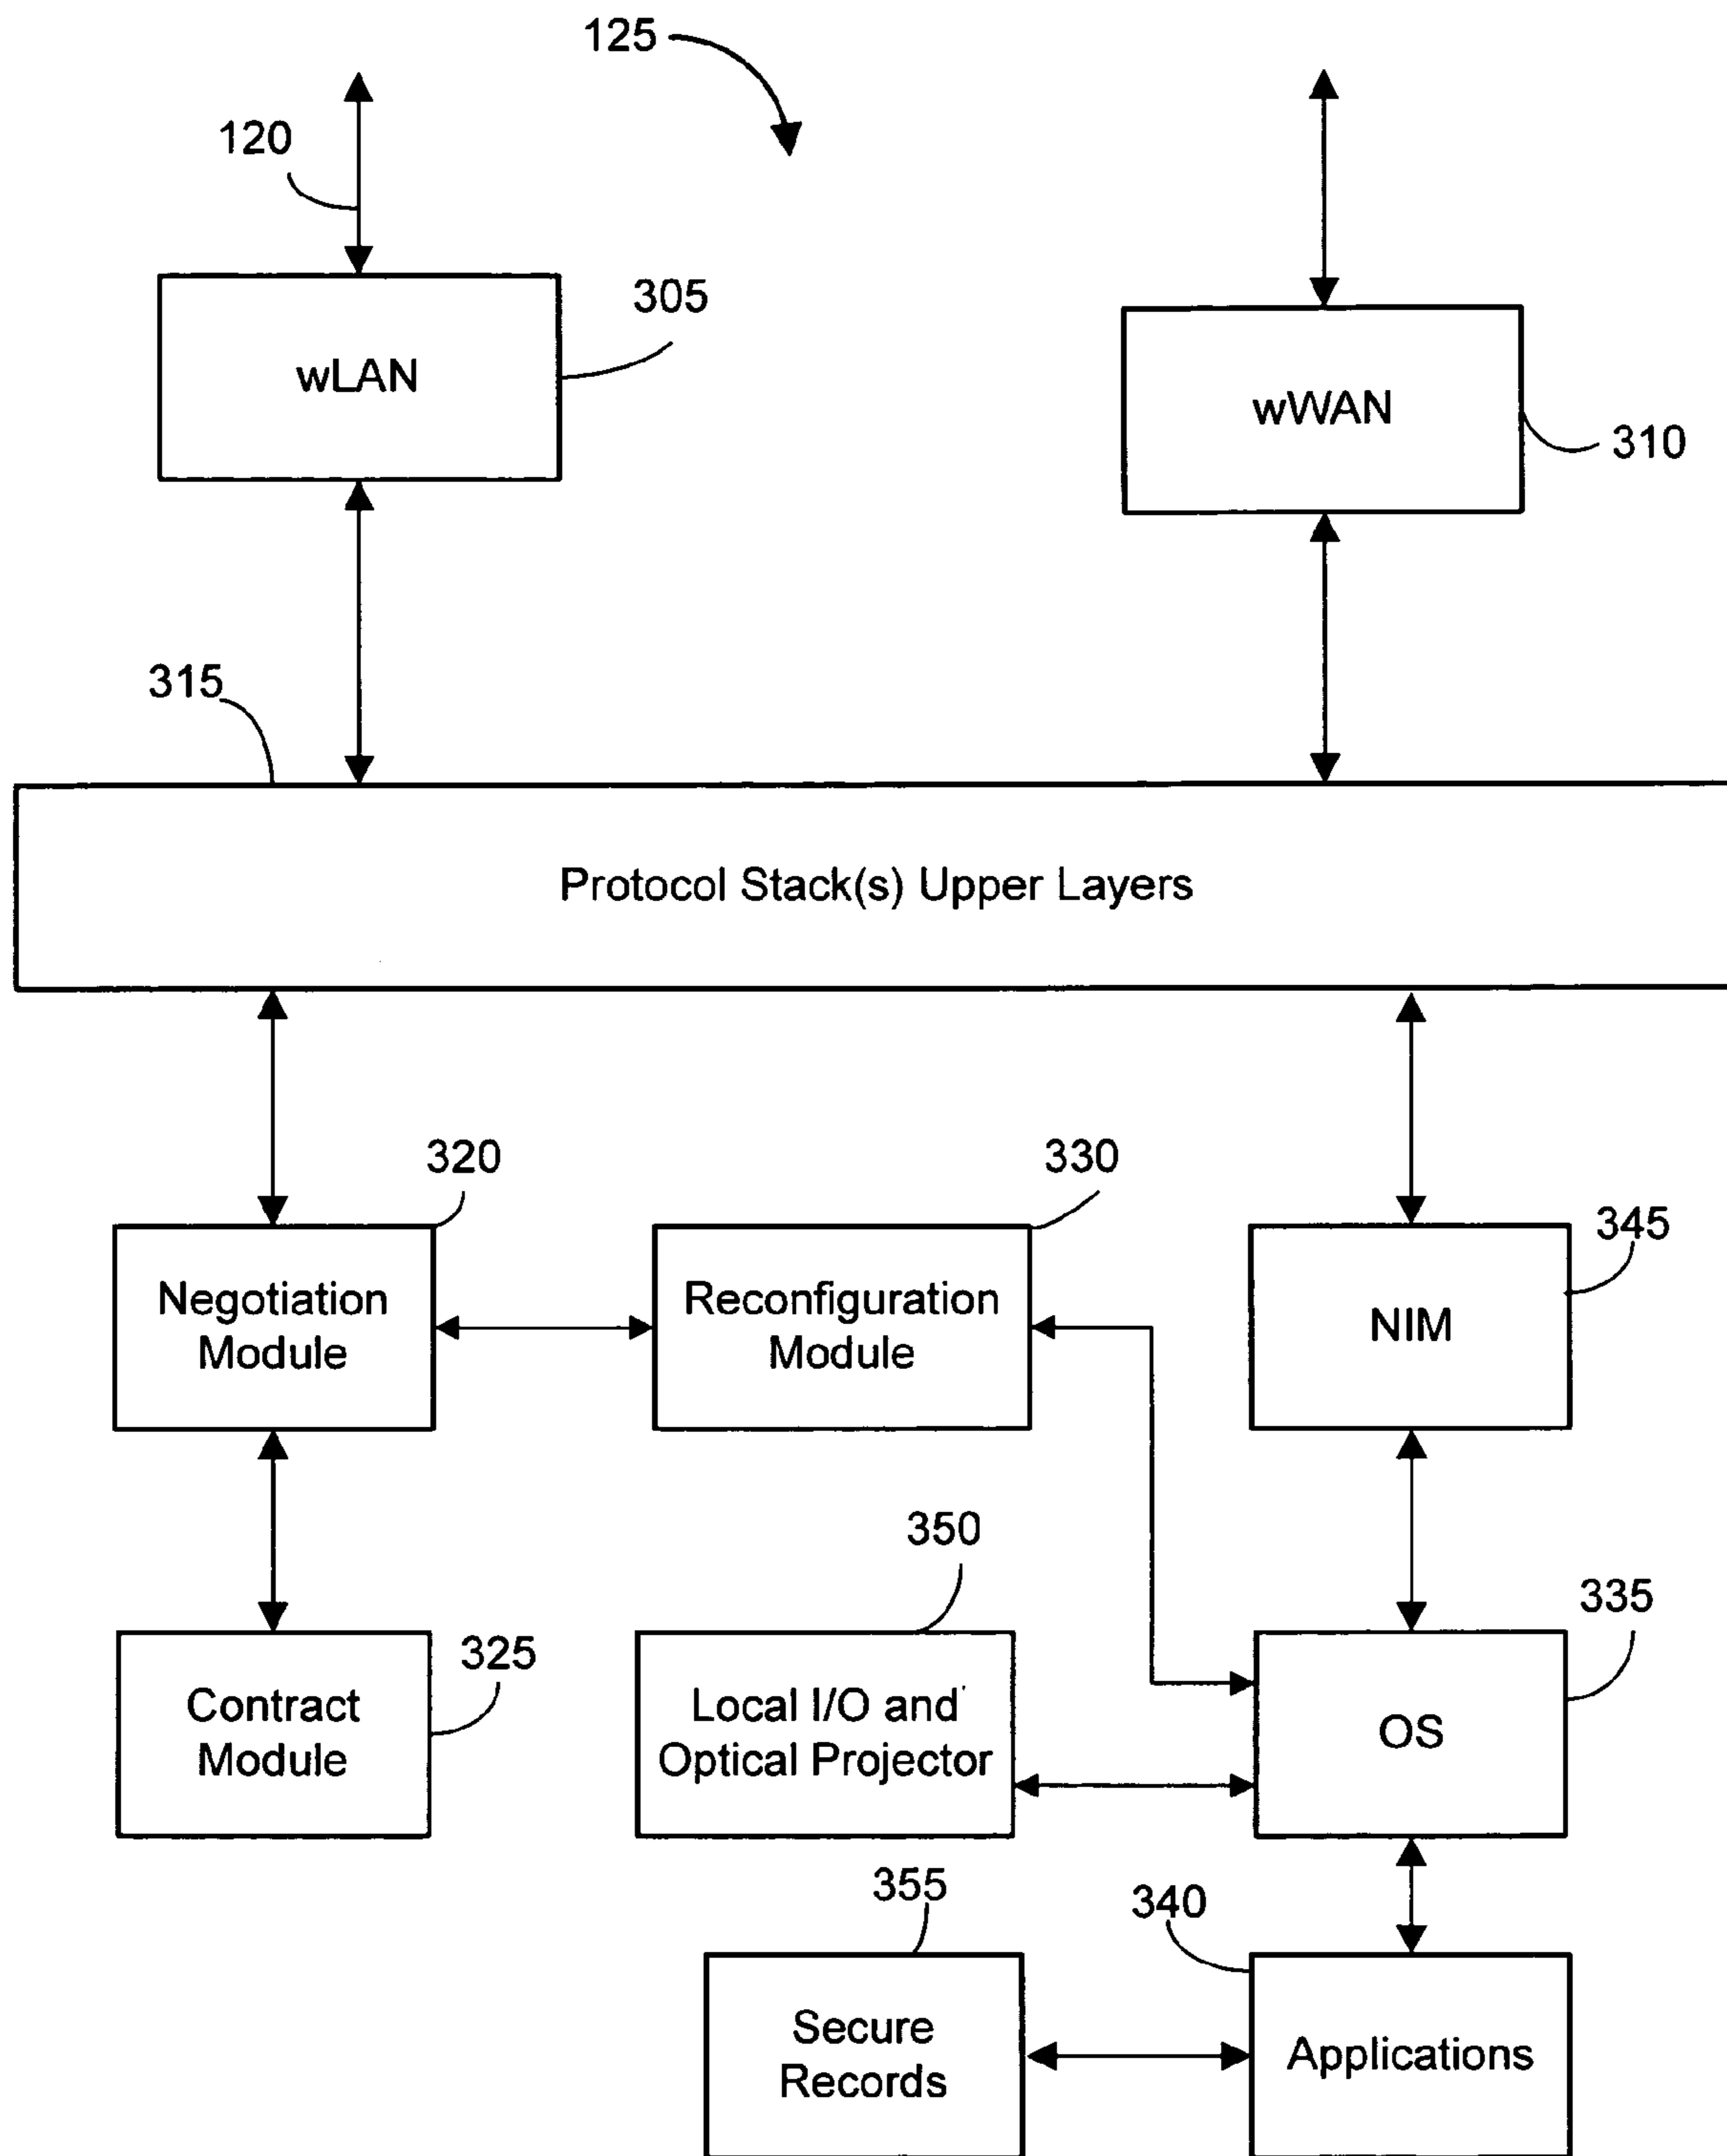 125
120
305
wLAN
wWAN
310
315
Protocol Stack(s) Upper Layers
320
330
345
Negotiation
Module
Reconfiguration
Module
NIM
350
335
325
Contract
Module
Local I/O and
Optical Projector
OS
355
340
Secure
Records
Applications